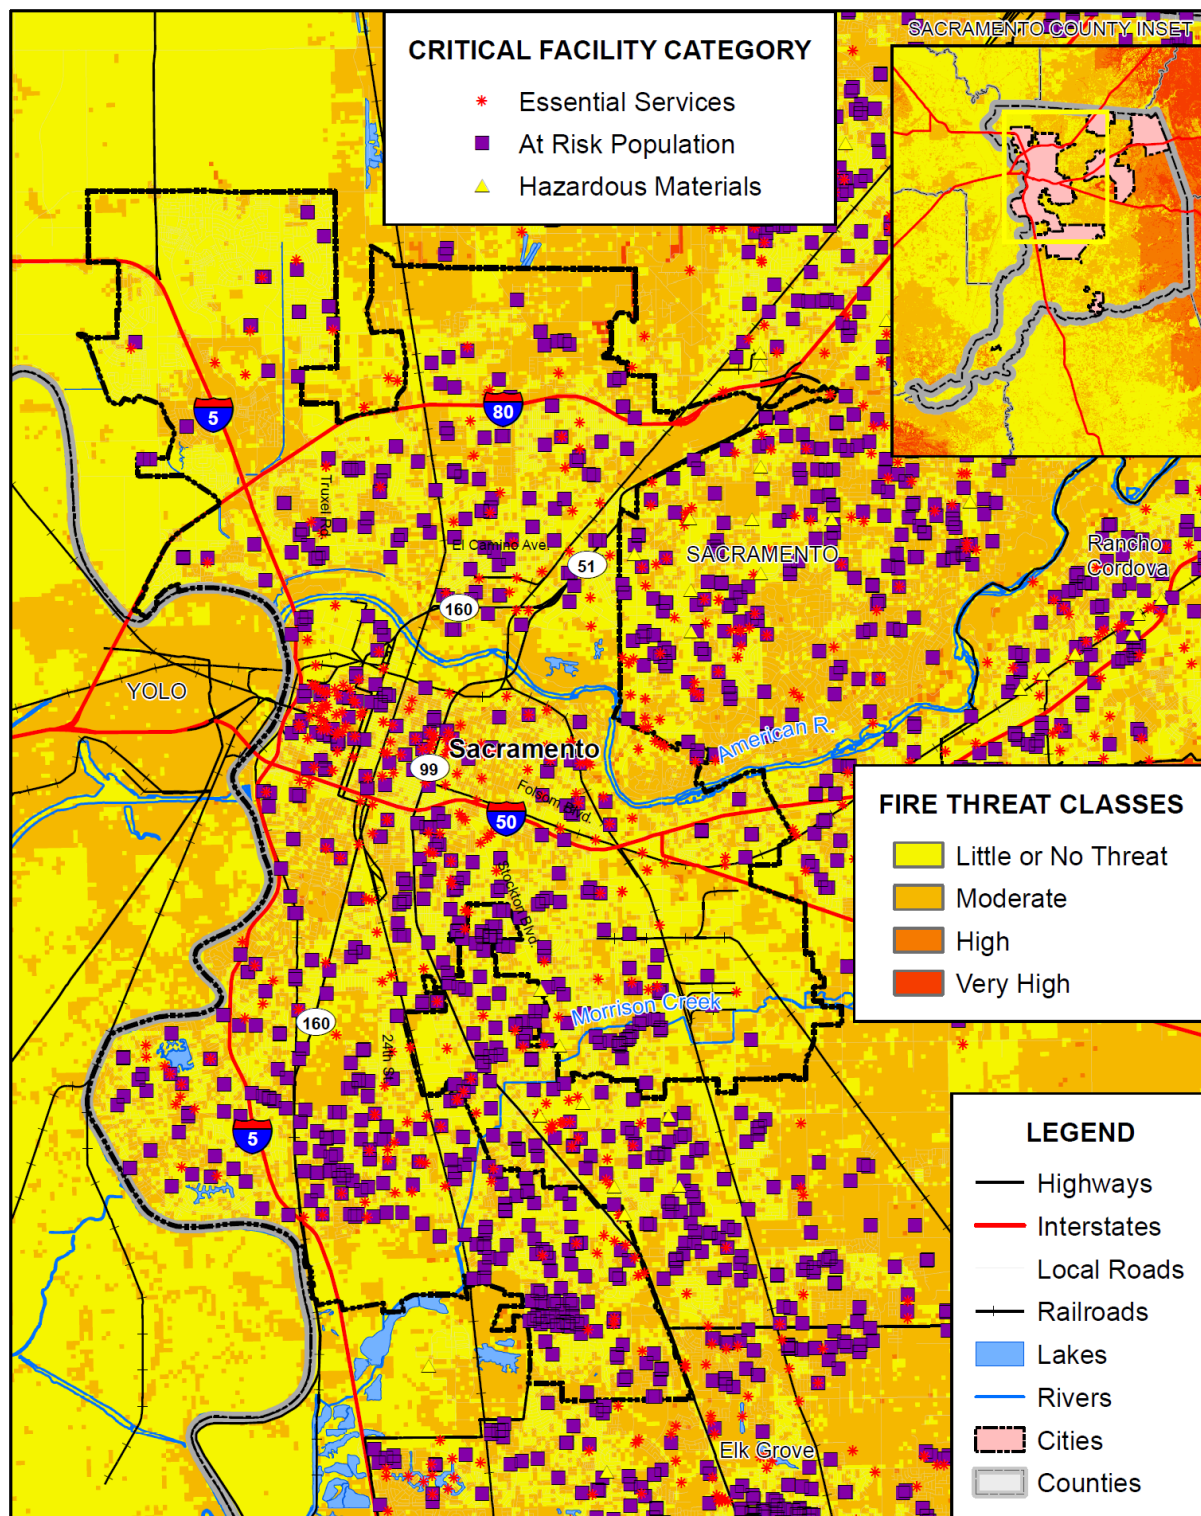 CRITICAL FACILITY CATEGORY
Essential Services
At Risk Population
Hazardous Materials
SACRAMENTO COUNTY INSET
5
80
Truxel Rd.
El Camino Ave.
51
SACRAMENTO
Rancho
Cordova
160
YOLO
Sacramento
American R.
99
Folsom Blvd.
50
FIRE THREAT CLASSES
Little or No Threat
Moderate
High
Very High
Stockton Blvd.
Morrison Creek
160
24th St.
5
LEGEND
Highways
Interstates
Local Roads
Railroads
Lakes
Rivers
Cities
Counties
Elk Grove